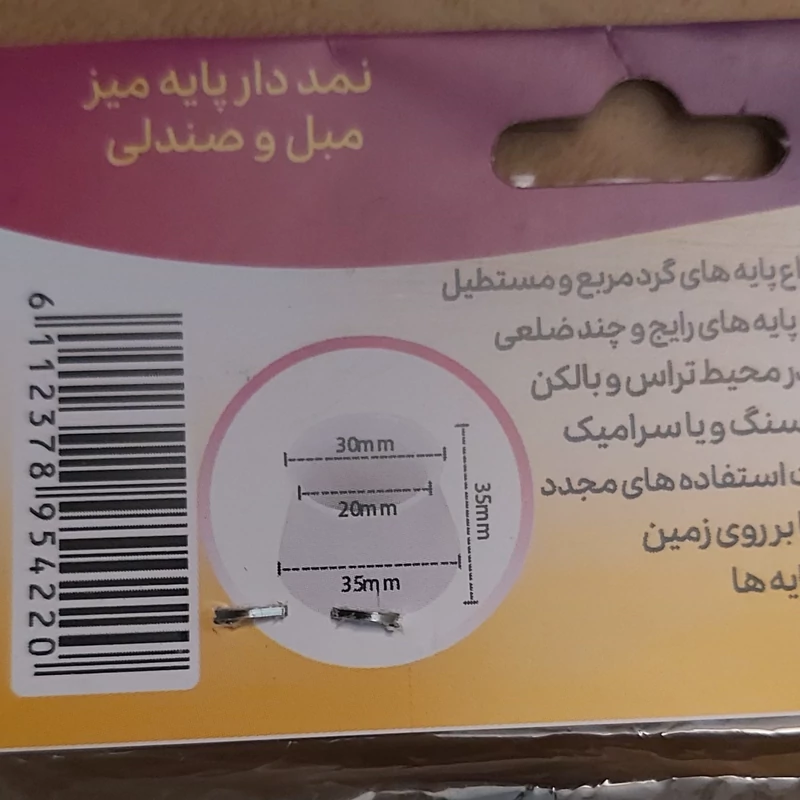 نمد دار پایه میز
مبل و صندلی
پایه های گرد مربع و مستطیل
پایه های رایج و چند ضلعی
محیط تراس و بالکن
سنگ و یا سرامیک
استفاده های مجدد
بر روی زمین
ها
30mm
20mm
35mm
35mm
6112378954220